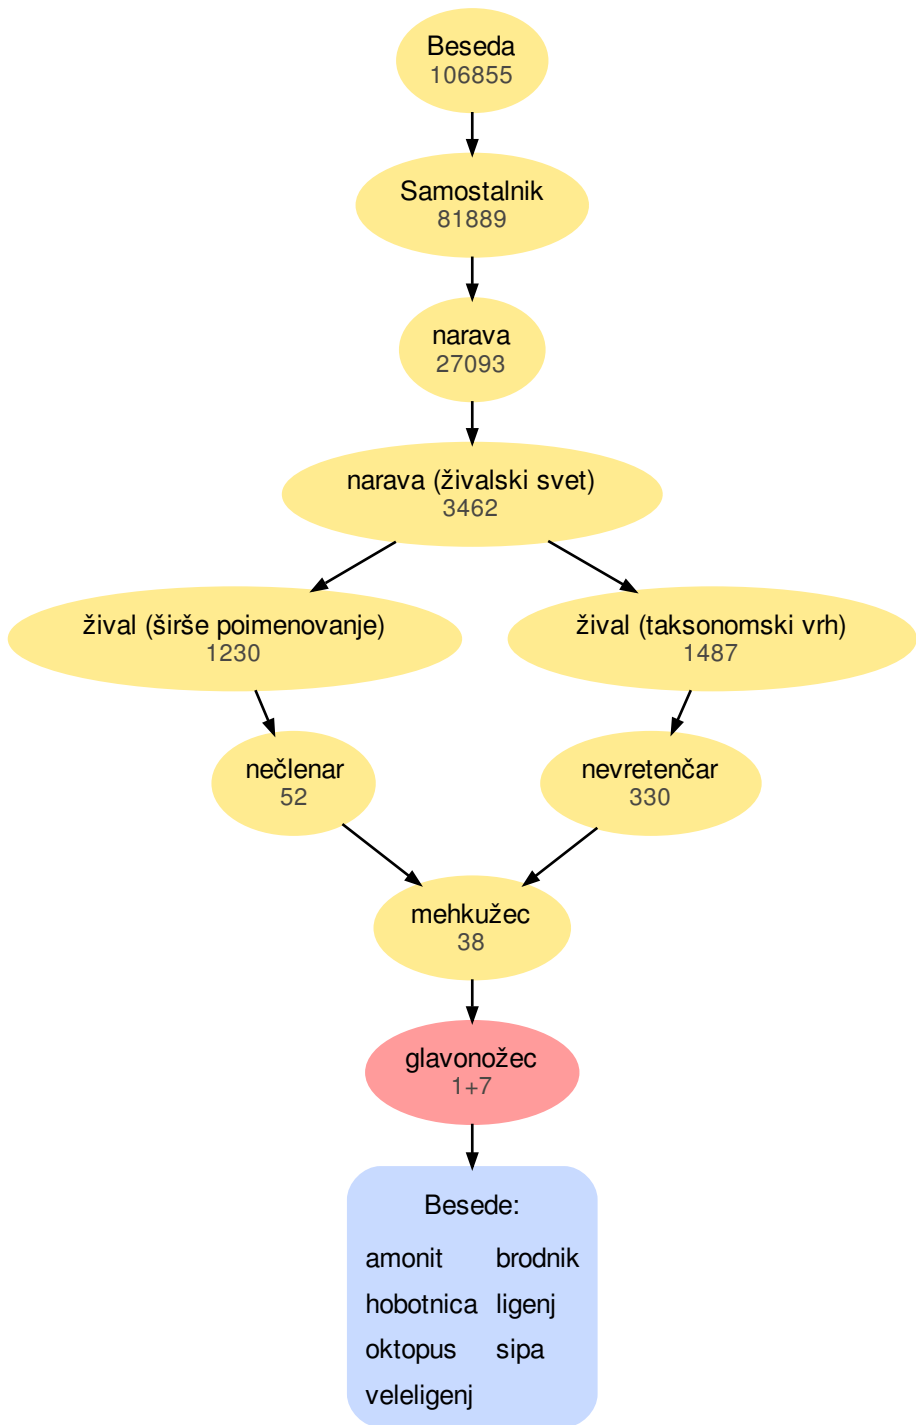 Beseda
106855
Samostalnik
81889
narava
27093
narava (živalski svet)
3462
žival (širše poimenovanje)
1230
žival (taksonomski vrh)
1487
nečlenar
52
nevretenčar
330
mehkužec
38
glavonožec
1+7
Besede:
amonit brodnik
hobotnica ligenj
oktopus sipa
veleligenj